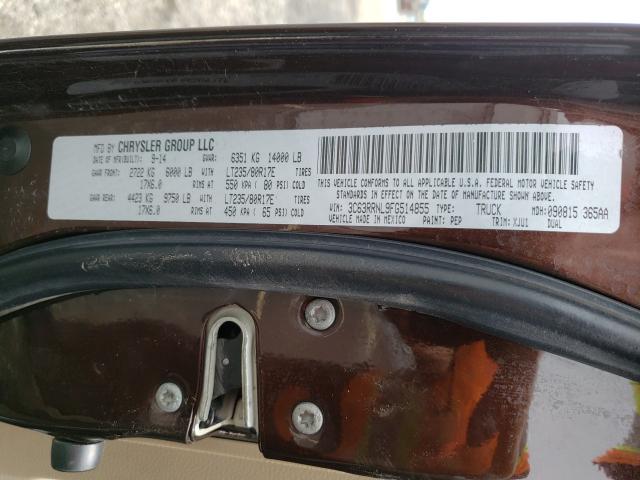 MFD BY CHRYSLER GROUP LLC
DATE OF MFR(BUILT): 9-14 GVWR: 6351 KG 14000 LB
GAWR FRONT: 2722 KG 6000 LB LT235/80R17E TIRES
17X6.0 RIMS AT 550 KPA ( 80 PSI) COLD
GAWR REAR: 4423 KG 9750 LB LT235/80R17E TIRES
17X6.0 RIMS AT 450 KPA ( 65 PSI) COLD
THIS VEHICLE CONFORMS TO ALL APPLICABLE U.S.A. FEDERAL MOTOR VEHICLE
SAFETY STANDARDS IN EFFECT ON THE DATE OF MANUFACTURE SHOWN ABOVE.
VIN: 3C63RRNL9FG514855 TYPE: TRUCK MDH: 090815 365AA
VEHICLE MADE IN MEXICO PAINT: PEP TRIM: XJU1 DUAL